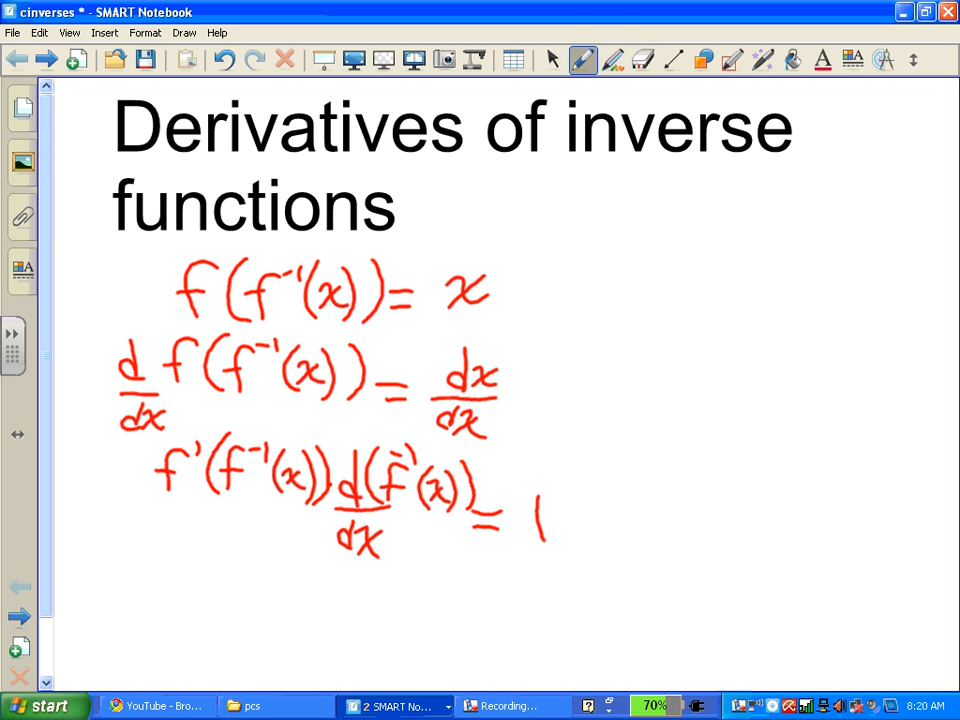 cinverses * - SMART Notebook
File Edit View Insert Format Draw Help
Derivatives of inverse
functions
f(f⁻¹(x)) = x
d/dx f(f⁻¹(x)) = dx/dx
f'(f⁻¹(x)) d/dx (f⁻¹(x)) = 1
start YouTube - Bro... pcs 2 SMART No... Recording... 70% 8:20 AM